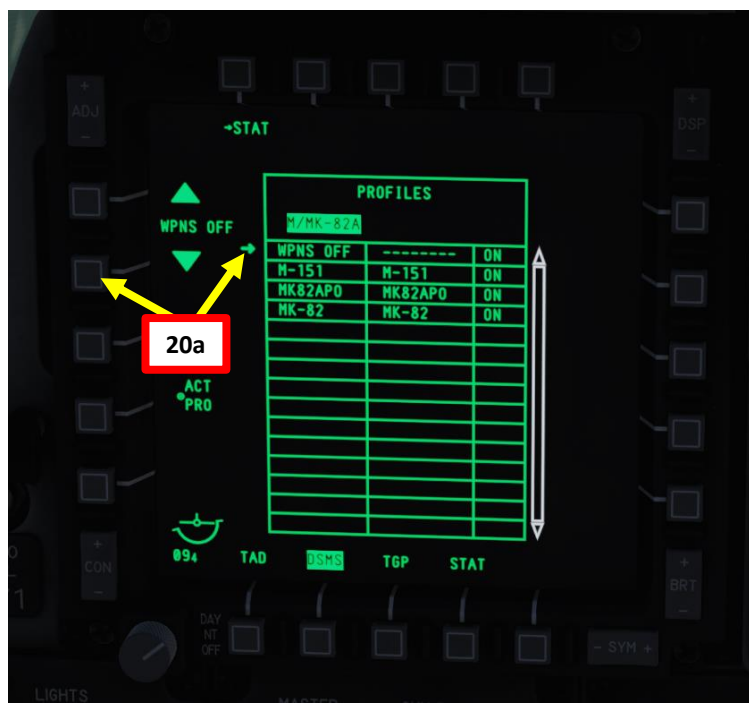 +
ADJ
-
+
DSP
-
→STAT
PROFILES
M/MK-82A
WPNS OFF
WPNS OFF -------- ON
M-151 M-151 ON
MK82APO MK82APO ON
MK-82 MK-82 ON
20a
ACT
PRO
094 TAD DSMS TGP STAT
+
CON
-
+
BRT
-
DAY
NT
OFF
- SYM +
LIGHTS